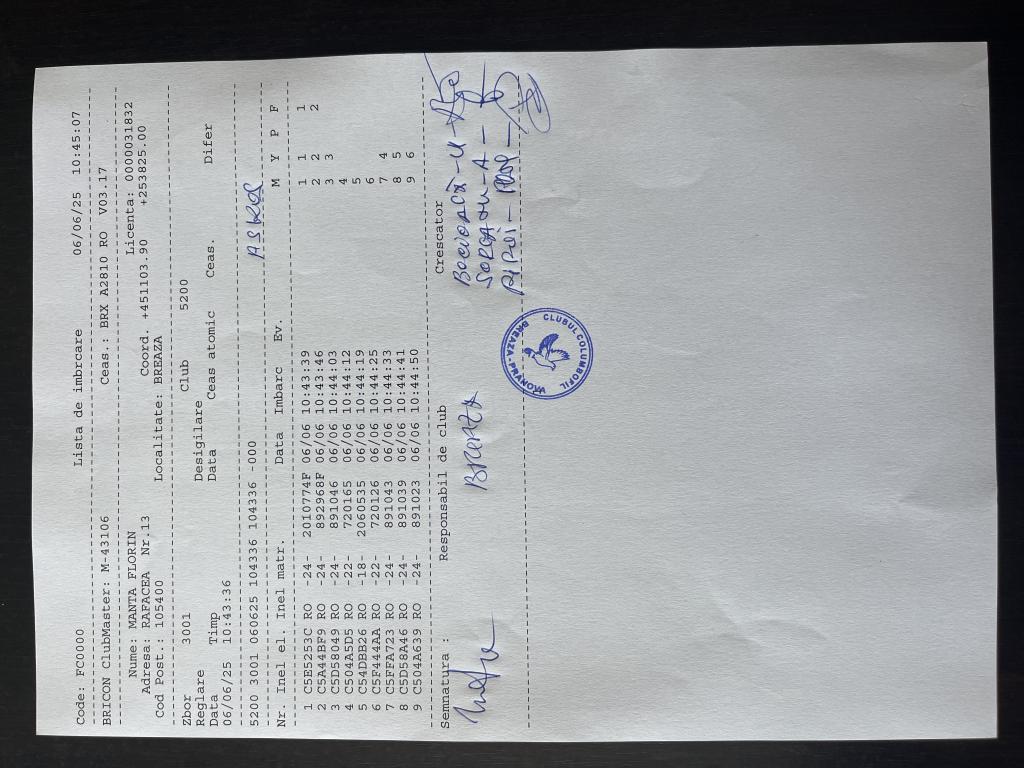 Code: FC0000 Lista de imbrcare 06/06/25 10:45:07
BRICON ClubMaster: M-43106 Ceas.: BRX A2810 RO V03.17
Nume: MANTA FLORIN Licenta: 0000031832
Adresa: RAFACEA Nr.13 Coord. +451103.90 +253825.00
Cod Post.: 105400 Localitate: BREAZA
Zbor 3001 Club 5200
Reglare Desigilare
Data Timp Data Ceas atomic Ceas. Difer
06/06/25 10:43:36
5200 3001 060625 104336 104336 -000
Nr. Inel el. Inel matr. Data Imbarc Ev. M Y P F
1 C5E5253C RO -24- 2010774F 06/06 10:43:39 1 1 1
2 C5A44BF9 RO -24- 892968F 06/06 10:43:46 2 2 2
3 C5D58049 RO -24- 891046 06/06 10:44:03 3 3
4 C504A5D5 RO -22- 720165 06/06 10:44:12 4
5 C54DBB26 RO -18- 2060535 06/06 10:44:19 5
6 C5F444AA RO -22- 720126 06/06 10:44:25 6
7 C5FFA723 RO -24- 891043 06/06 10:44:33 7 4
8 C5D58A46 RO -24- 891039 06/06 10:44:41 8 5
9 C504A639 RO -24- 891023 06/06 10:44:50 9 6
Semnatura : Responsabil de club Crescator
Breaza
CLUBUL COLUMBOFIL
BREAZA-PRAHOVA